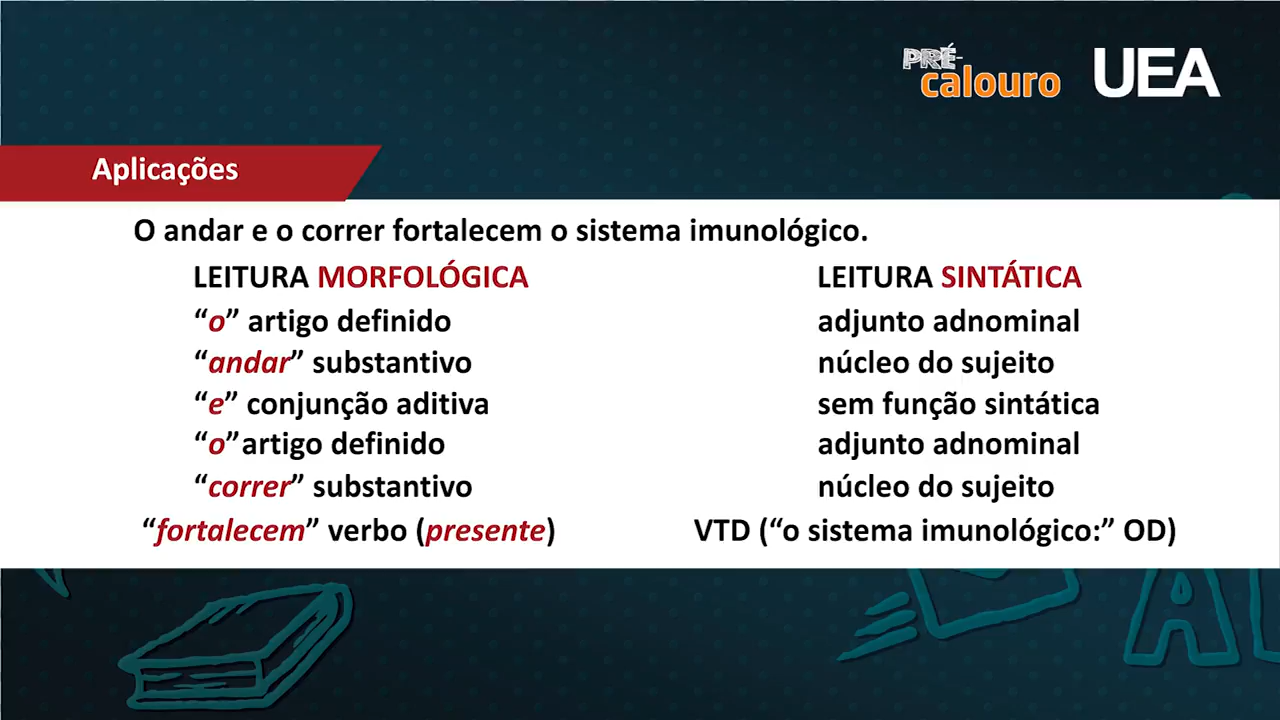 PRÉ-
calouro
UEA
Aplicações
O andar e o correr fortalecem o sistema imunológico.
LEITURA MORFOLÓGICA
LEITURA SINTÁTICA
“o” artigo definido
adjunto adnominal
“andar” substantivo
núcleo do sujeito
“e” conjunção aditiva
sem função sintática
“o”artigo definido
adjunto adnominal
“correr” substantivo
núcleo do sujeito
“fortalecem” verbo (presente)
VTD (“o sistema imunológico:” OD)